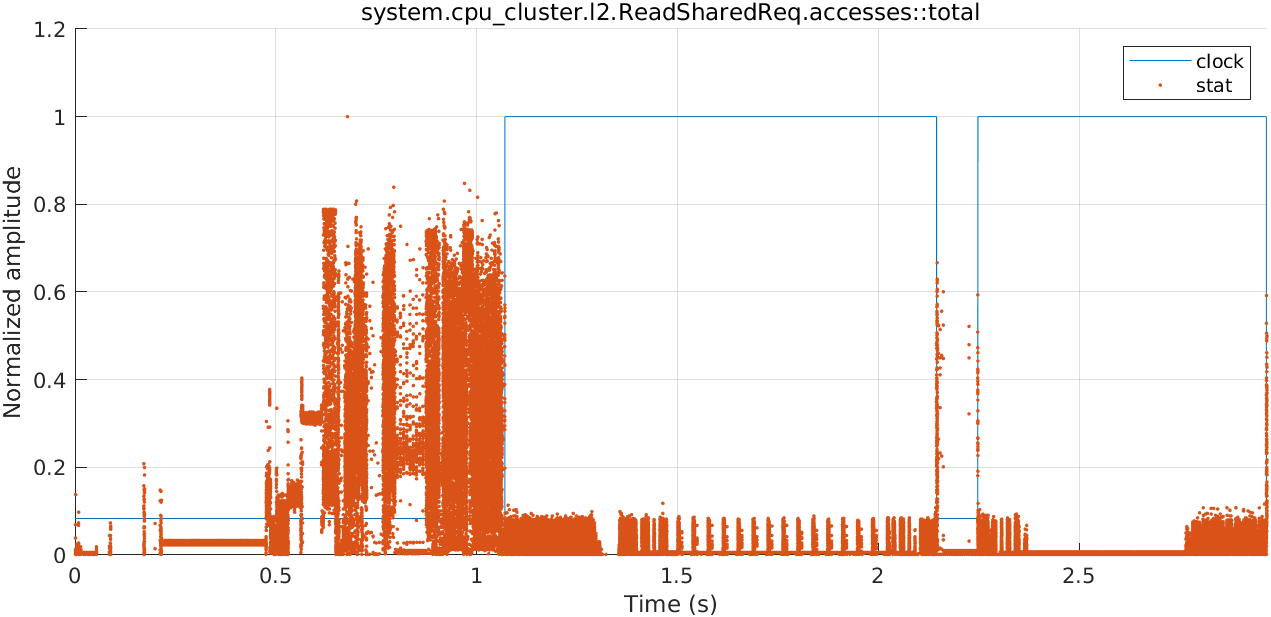 system.cpu_cluster.l2.ReadSharedReq.accesses::total
1.2
1
0.8
0.6
0.4
0.2
0
Normalized amplitude
clock
stat
0 0.5 1 1.5 2 2.5
Time (s)